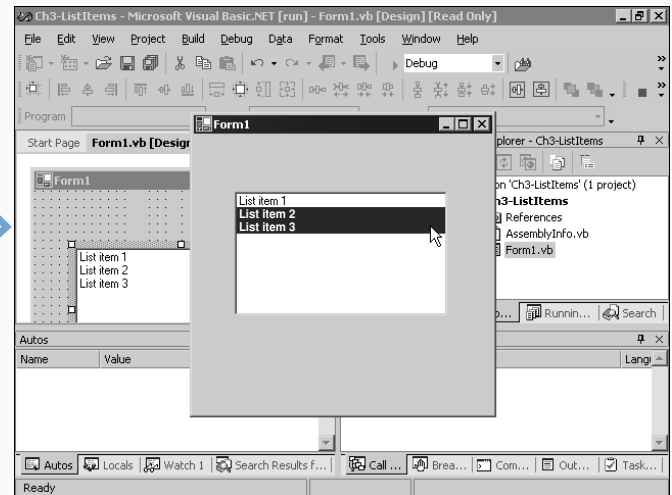 Ch3-ListItems - Microsoft Visual Basic.NET [run] - Form1.vb [Design] [Read Only]
File Edit View Project Build Debug Data Format Tools Window Help
Debug
Program
Start Page Form1.vb [Design
Form1
plorer - Ch3-ListItems
on 'Ch3-ListItems' (1 project)
h3-ListItems
References
AssemblyInfo.vb
Form1.vb
Form1
List item 1
List item 2
List item 3
List item 1
List item 2
List item 3
Runnin... Search
Autos
Name Value
Lang
Autos Locals Watch 1 Search Results f...
Call ... Brea... Com... Out... Task...
Ready